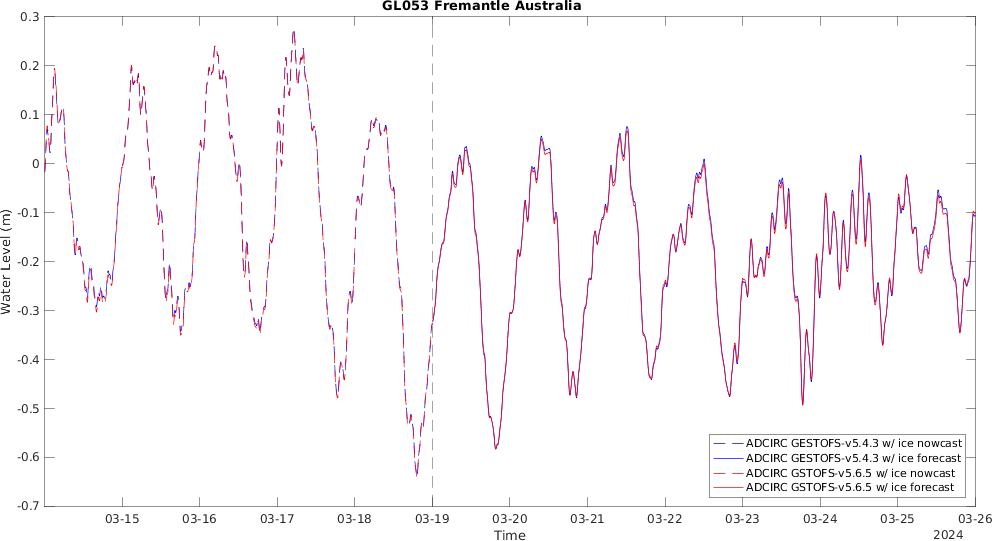 GL053 Fremantle Australia
0.3
0.2
0.1
0
-0.1
-0.2
-0.3
-0.4
-0.5
-0.6
-0.7
Water Level (m)
ADCIRC GESTOFS-v5.4.3 w/ ice nowcast
ADCIRC GESTOFS-v5.4.3 w/ ice forecast
ADCIRC GSTOFS-v5.6.5 w/ ice nowcast
ADCIRC GSTOFS-v5.6.5 w/ ice forecast
03-15 03-16 03-17 03-18 03-19 03-20 03-21 03-22 03-23 03-24 03-25 03-26
Time
2024